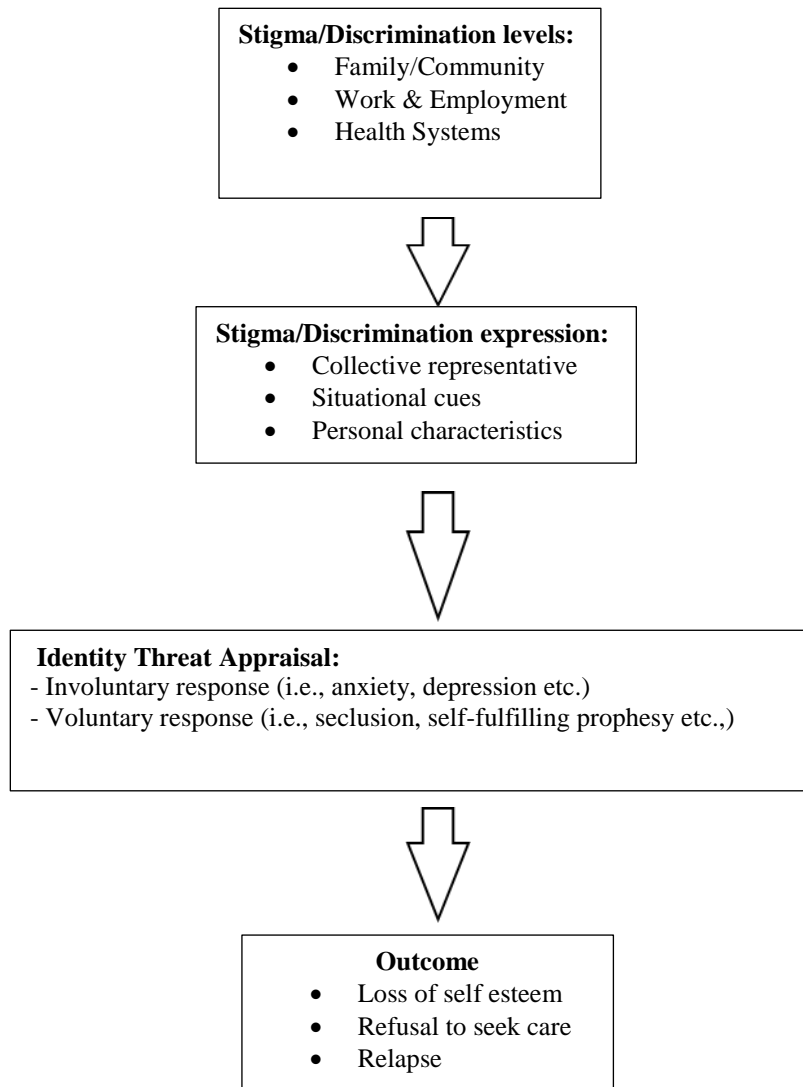 Stigma/Discrimination levels:
• Family/Community
• Work & Employment
• Health Systems
Stigma/Discrimination expression:
• Collective representative
• Situational cues
• Personal characteristics
Identity Threat Appraisal:
- Involuntary response (i.e., anxiety, depression etc.)
- Voluntary response (i.e., seclusion, self-fulfilling prophesy etc.,)
Outcome
• Loss of self esteem
• Refusal to seek care
• Relapse